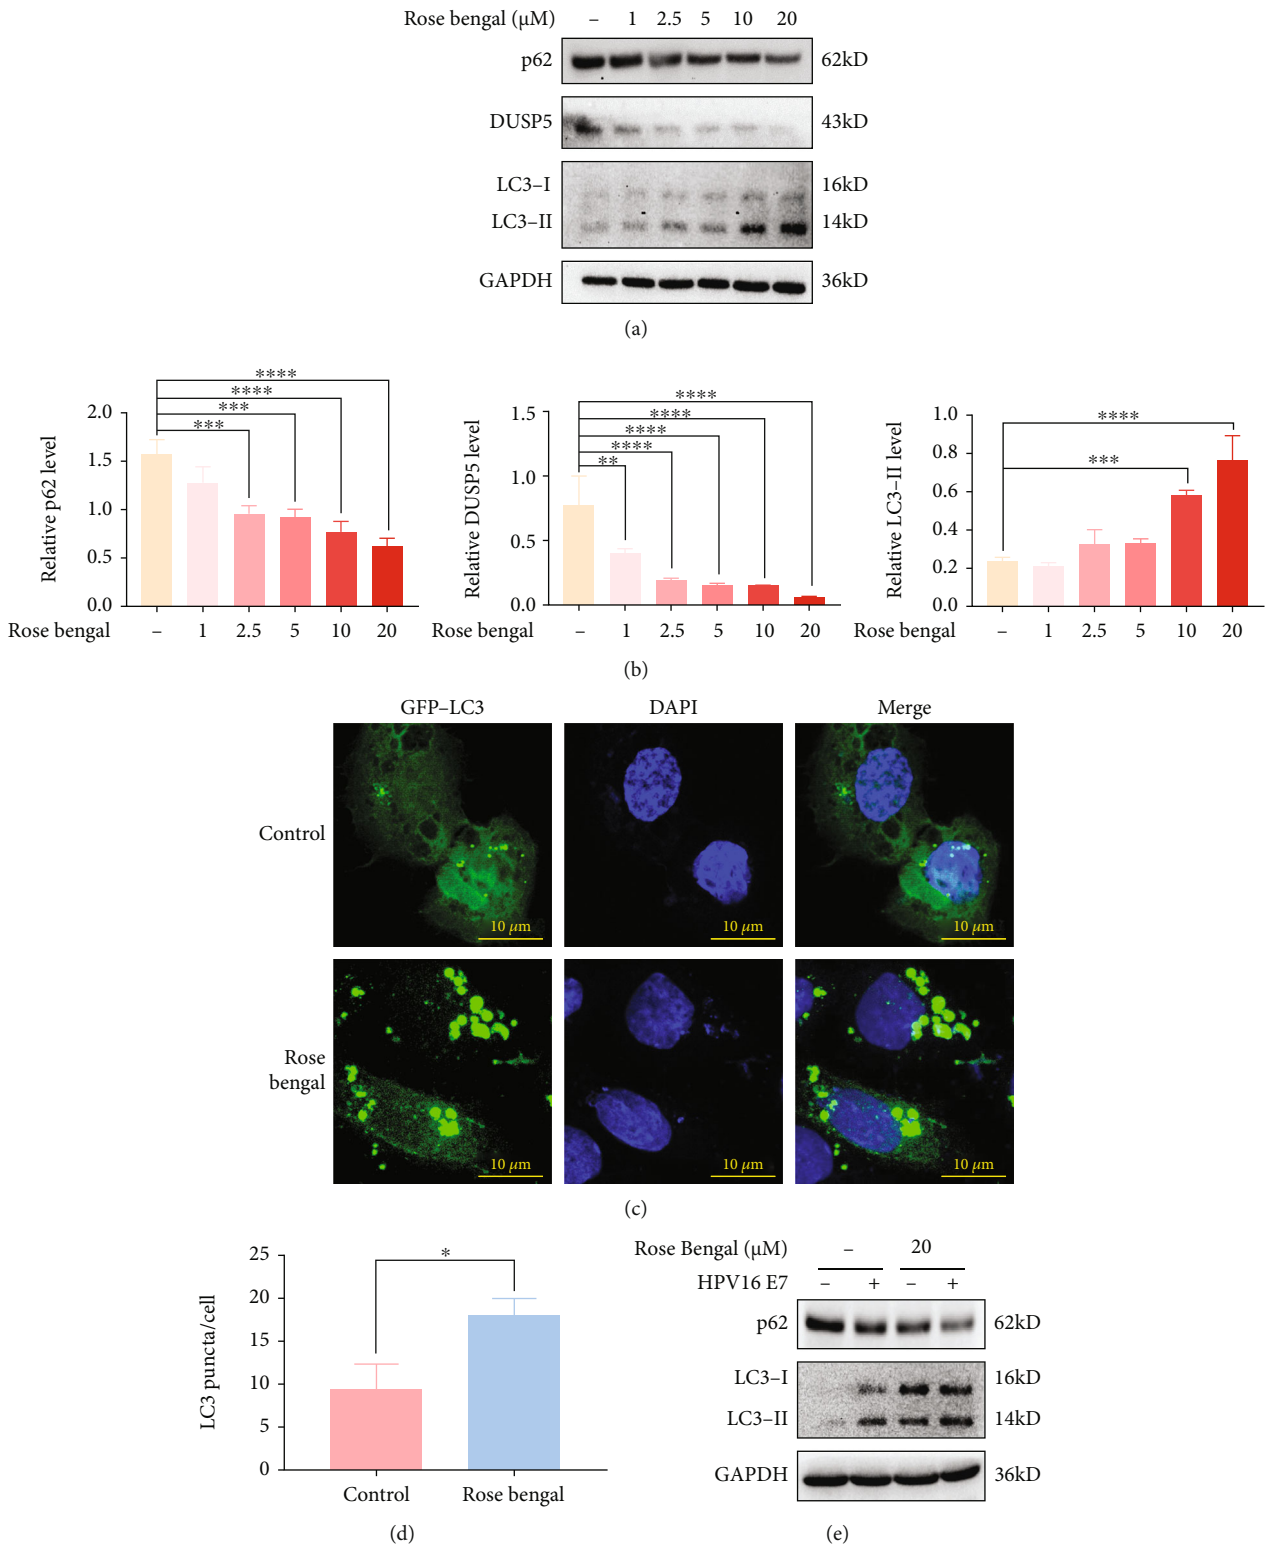 Rose bengal (μM) – 1 2.5 5 10 20
p62 62kD
DUSP5 43kD
LC3–I 16kD
LC3–II 14kD
GAPDH 36kD
(a)
Relative p62 level
2.0
1.5
1.0
0.5
0.0
****
****
***
***
Rose bengal – 1 2.5 5 10 20
Relative DUSP5 level
1.5
1.0
0.5
0.0
****
****
****
****
**
Rose bengal – 1 2.5 5 10 20
Relative LC3–II level
1.0
0.8
0.6
0.4
0.2
0.0
****
***
Rose bengal – 1 2.5 5 10 20
(b)
GFP–LC3 DAPI Merge
Control
10 μm 10 μm 10 μm
Rose
bengal
10 μm 10 μm 10 μm
(c)
LC3 puncta/cell
25
20
15
10
5
0
*
Control Rose bengal
(d)
Rose Bengal (μM) – 20
HPV16 E7 – + – +
p62 62kD
LC3–I 16kD
LC3–II 14kD
GAPDH 36kD
(e)